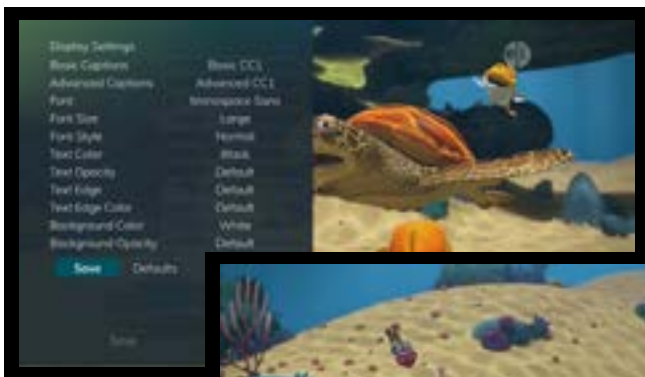 Display Settings
Basic Captions Basic CC1
Advanced Captions Advanced CC1
Font Monospace Sans
Font Size Large
Font Style Normal
Text Color Black
Text Opacity Default
Text Edge Default
Text Edge Color Default
Background Color White
Background Opacity Default
Save Defaults